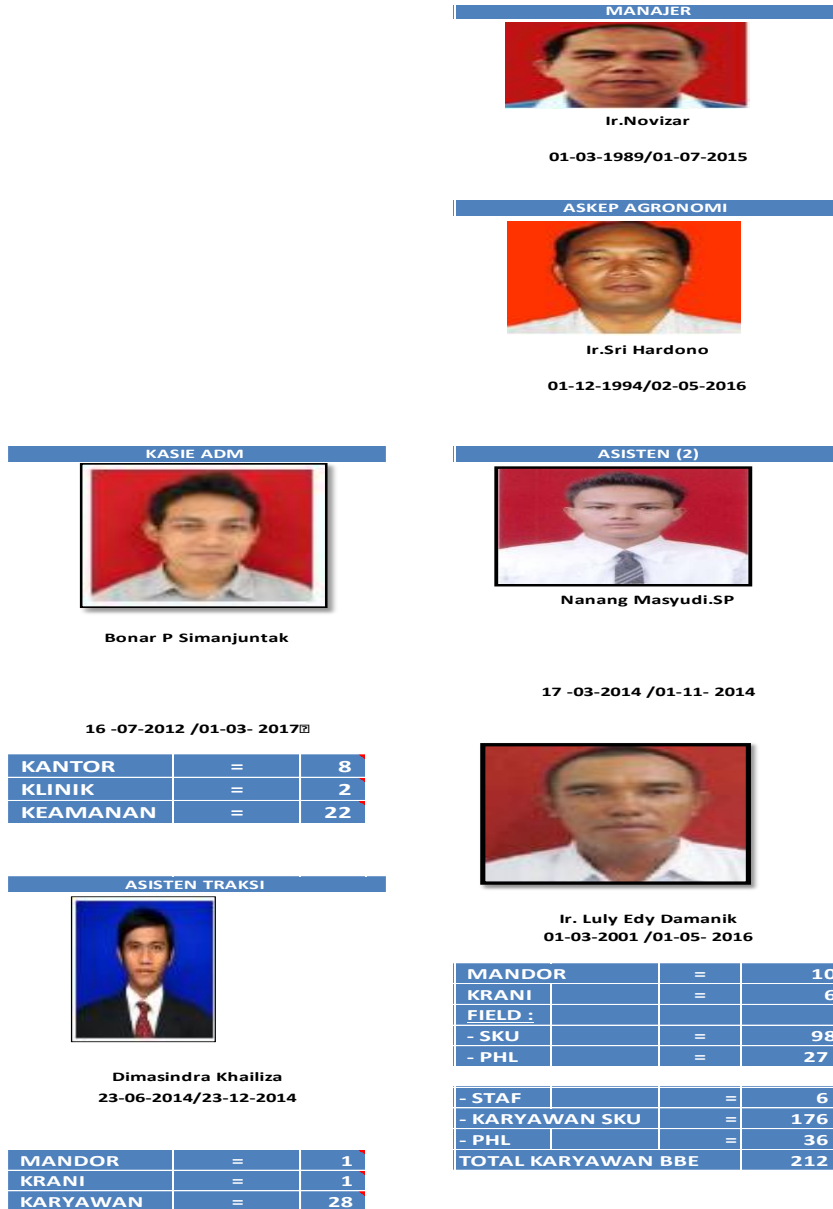 MANAJER
Ir.Novizar
01-03-1989/01-07-2015
ASKEP AGRONOMI
Ir.Sri Hardono
01-12-1994/02-05-2016
KASIE ADM
Bonar P Simanjuntak
16 -07-2012 /01-03- 2017
KANTOR = 8
KLINIK = 2
KEAMANAN = 22
ASISTEN TRAKSI
Dimasindra Khailiza
23-06-2014/23-12-2014
MANDOR = 1
KRANI = 1
KARYAWAN = 28
ASISTEN (2)
Nanang Masyudi.SP
17 -03-2014 /01-11- 2014
Ir. Luly Edy Damanik
01-03-2001 /01-05- 2016
MANDOR = 10
KRANI = 6
FIELD :
- SKU = 98
- PHL = 27
- STAF = 6
- KARYAWAN SKU = 176
- PHL = 36
TOTAL KARYAWAN BBE 212